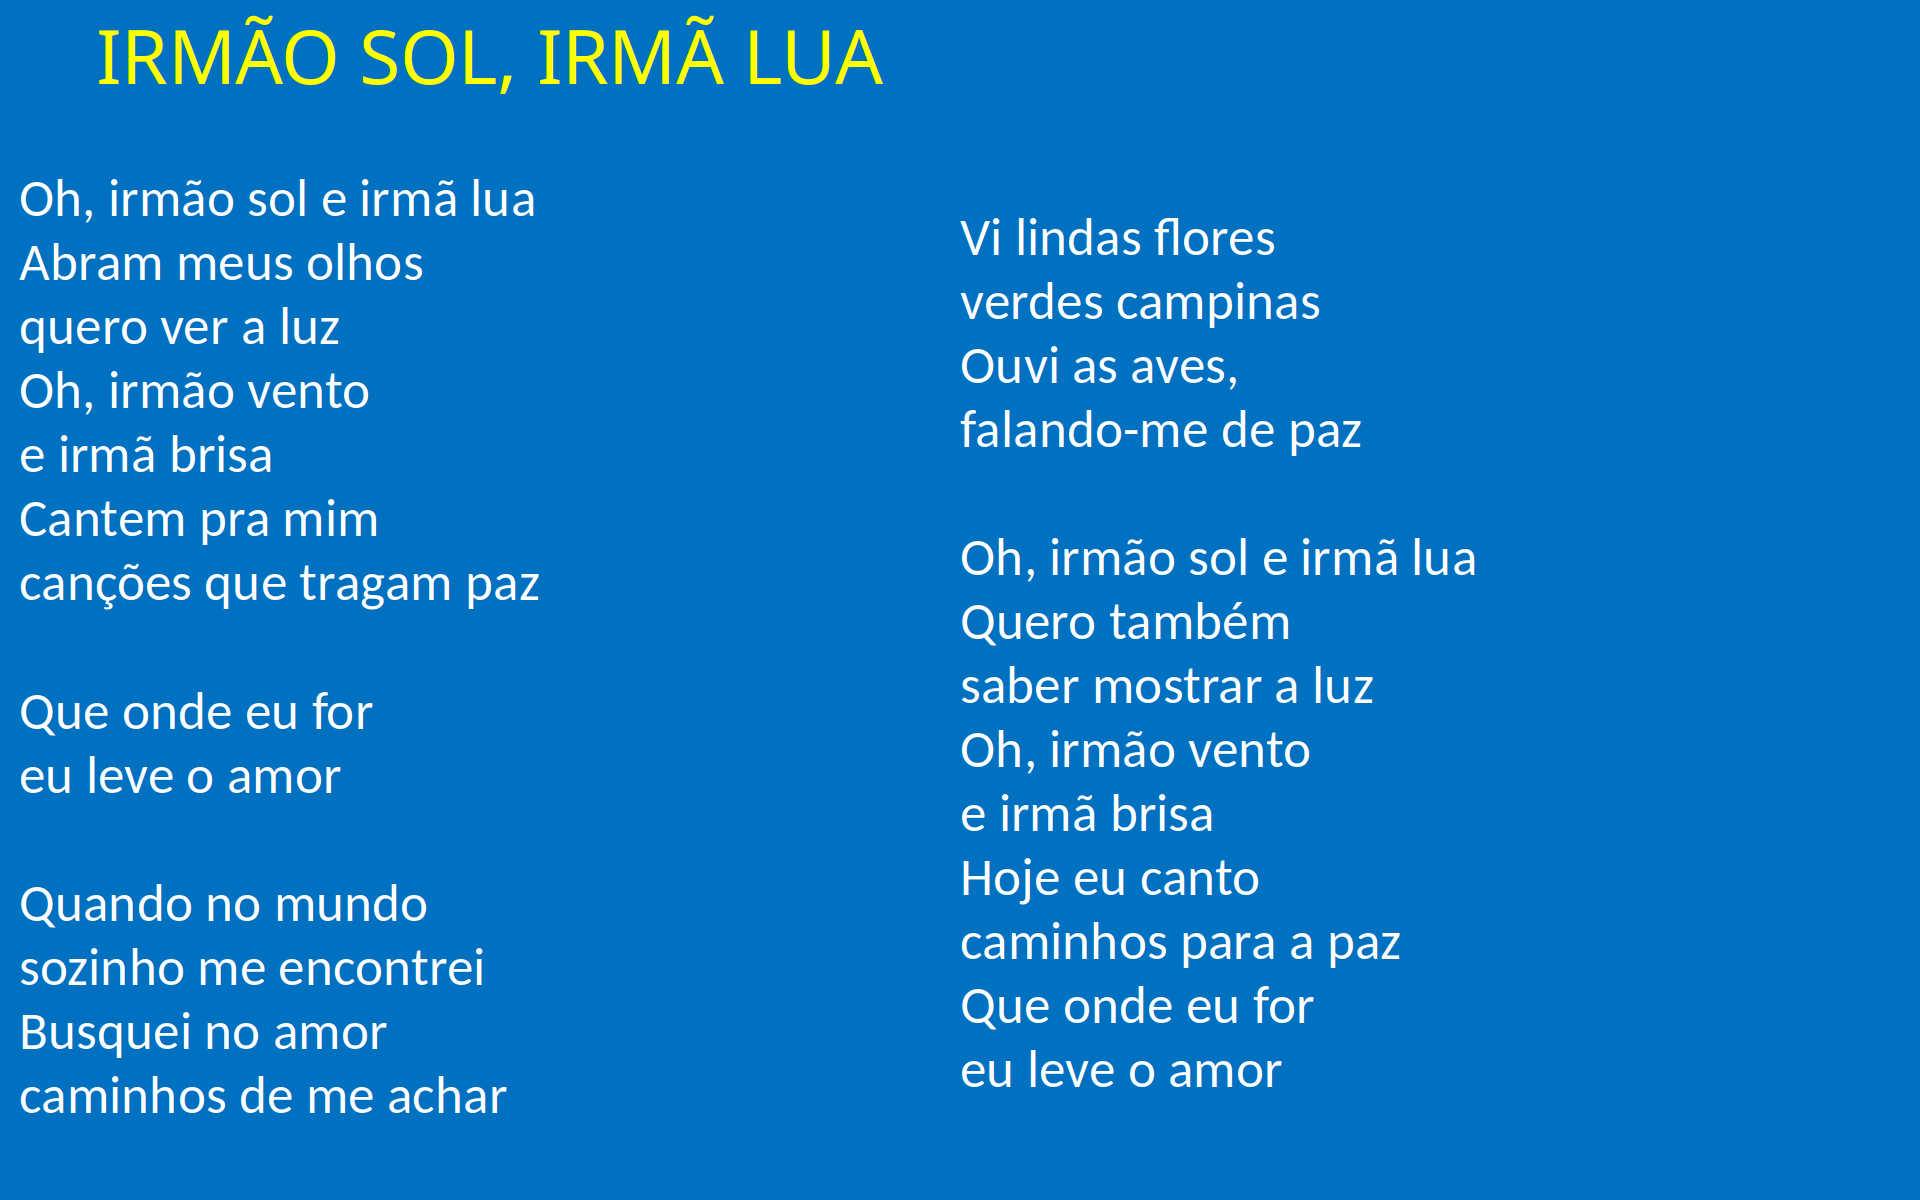 IRMÃO SOL, IRMÃ LUA
Oh, irmão sol e irmã lua
Abram meus olhos
quero ver a luz
Oh, irmão vento
e irmã brisa
Cantem pra mim
canções que tragam paz
Que onde eu for
eu leve o amor
Quando no mundo
sozinho me encontrei
Busquei no amor
caminhos de me achar
Vi lindas flores
verdes campinas
Ouvi as aves,
falando-me de paz
Oh, irmão sol e irmã lua
Quero também
saber mostrar a luz
Oh, irmão vento
e irmã brisa
Hoje eu canto
caminhos para a paz
Que onde eu for
eu leve o amor